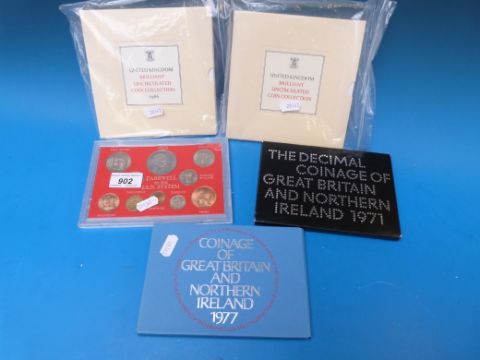 UNITED KINGDOM
BRILLIANT
UNCIRCULATED
COIN COLLECTION
1986
UNITED KINGDOM
BRILLIANT
UNCIRCULATED
COIN COLLECTION
902
FAREWELL
TO THE
SYSTEM
THE DECIMAL
COINAGE OF
GREAT BRITAIN
AND NORTHERN
IRELAND 1971
COINAGE
OF
GREAT BRITAIN
AND
NORTHERN
IRELAND
1977